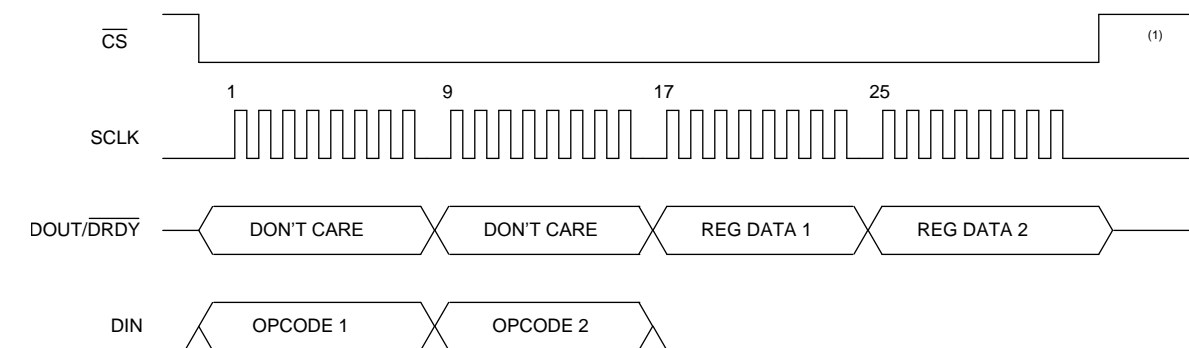 CS
(1)
1 9 17 25
SCLK
DOUT/DRDY DON'T CARE DON'T CARE REG DATA 1 REG DATA 2
DIN OPCODE 1 OPCODE 2